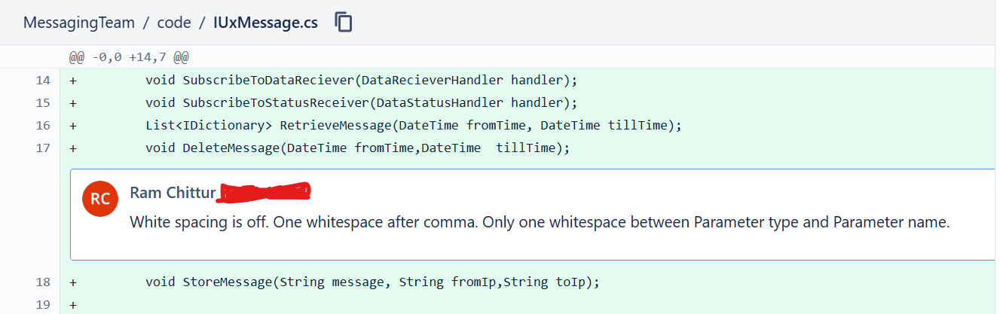 MessagingTeam / code / IUxMessage.cs
@@ -0,0 +14,7 @@
14 + void SubscribeToDataReciever(DataRecieverHandler handler);
15 + void SubscribeToStatusReceiver(DataStatusHandler handler);
16 + List<IDictionary> RetrieveMessage(DateTime fromTime, DateTime tillTime);
17 + void DeleteMessage(DateTime fromTime,DateTime  tillTime);
RC Ram Chittur
White spacing is off. One whitespace after comma. Only one whitespace between Parameter type and Parameter name.
18 + void StoreMessage(String message, String fromIp,String toIp);
19 +